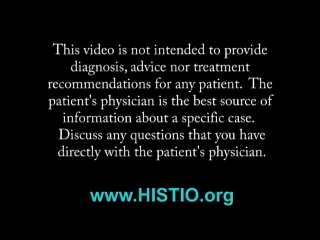 This video is not intended to provide
diagnosis, advice nor treatment
recommendations for any patient.  The
patient's physician is the best source of
information about a specific case.
Discuss any questions that you have
directly with the patient's physician.
www.HISTIO.org